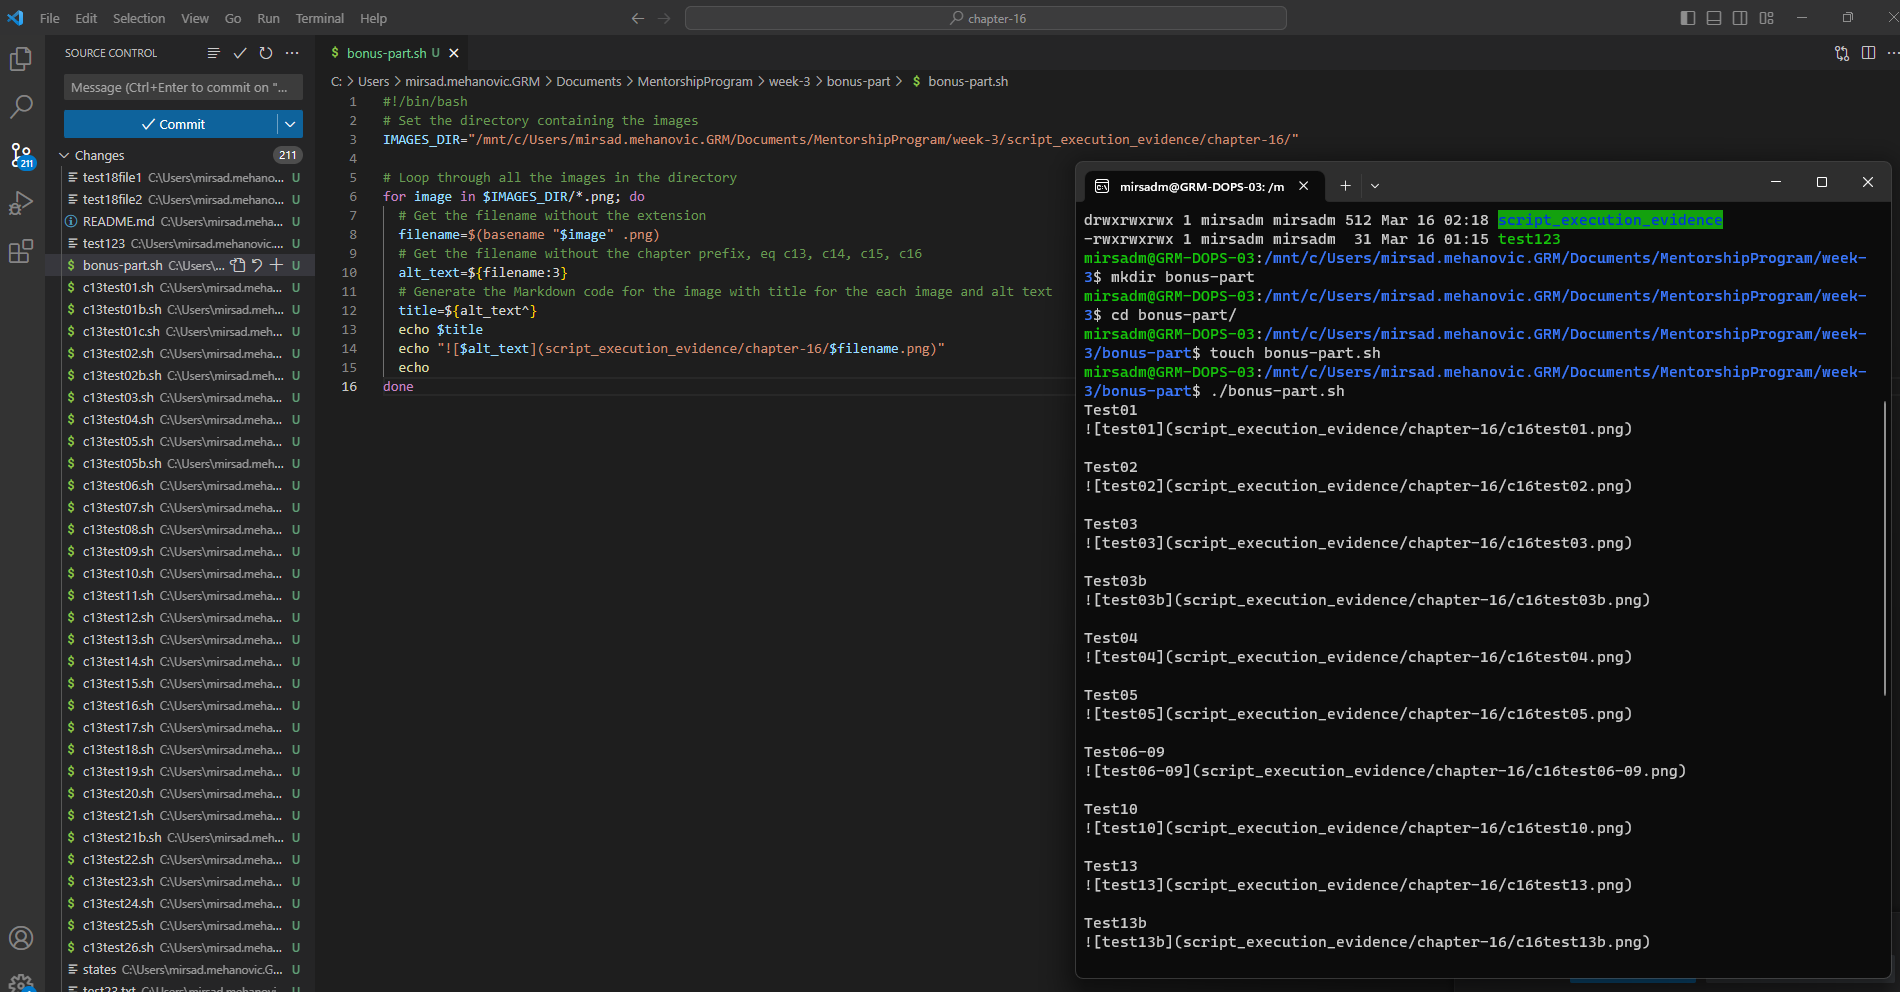 File Edit Selection View Go Run Terminal Help
chapter-16
SOURCE CONTROL
Message (Ctrl+Enter to commit on "...
Commit
Changes 211
211
test18file1 C:\Users\mirsad.mehano... U
test18file2 C:\Users\mirsad.mehano... U
README.md C:\Users\mirsad.mehano... U
test123 C:\Users\mirsad.mehanovic.... U
bonus-part.sh C:\Users\... U
c13test01.sh C:\Users\mirsad.meha... U
c13test01b.sh C:\Users\mirsad.meh... U
c13test01c.sh C:\Users\mirsad.meh... U
c13test02.sh C:\Users\mirsad.meha... U
c13test02b.sh C:\Users\mirsad.meh... U
c13test03.sh C:\Users\mirsad.meha... U
c13test04.sh C:\Users\mirsad.meha... U
c13test05.sh C:\Users\mirsad.meha... U
c13test05b.sh C:\Users\mirsad.meh... U
c13test06.sh C:\Users\mirsad.meha... U
c13test07.sh C:\Users\mirsad.meha... U
c13test08.sh C:\Users\mirsad.meha... U
c13test09.sh C:\Users\mirsad.meha... U
c13test10.sh C:\Users\mirsad.meha... U
c13test11.sh C:\Users\mirsad.meha... U
c13test12.sh C:\Users\mirsad.meha... U
c13test13.sh C:\Users\mirsad.meha... U
c13test14.sh C:\Users\mirsad.meha... U
c13test15.sh C:\Users\mirsad.meha... U
c13test16.sh C:\Users\mirsad.meha... U
c13test17.sh C:\Users\mirsad.meha... U
c13test18.sh C:\Users\mirsad.meha... U
c13test19.sh C:\Users\mirsad.meha... U
c13test20.sh C:\Users\mirsad.meha... U
c13test21.sh C:\Users\mirsad.meha... U
c13test21b.sh C:\Users\mirsad.meh... U
c13test22.sh C:\Users\mirsad.meha... U
c13test23.sh C:\Users\mirsad.meha... U
c13test24.sh C:\Users\mirsad.meha... U
c13test25.sh C:\Users\mirsad.meha... U
c13test26.sh C:\Users\mirsad.meha... U
states C:\Users\mirsad.mehanovic.G... U
test23.txt C:\Users\mirsad.mehanovi... U
$ bonus-part.sh U
C: > Users > mirsad.mehanovic.GRM > Documents > MentorshipProgram > week-3 > bonus-part > $ bonus-part.sh
1 #!/bin/bash
2 # Set the directory containing the images
3 IMAGES_DIR="/mnt/c/Users/mirsad.mehanovic.GRM/Documents/MentorshipProgram/week-3/script_execution_evidence/chapter-16/"
4
5 # Loop through all the images in the directory
6 for image in $IMAGES_DIR/*.png; do
7 # Get the filename without the extension
8 filename=$(basename "$image" .png)
9 # Get the filename without the chapter prefix, eq c13, c14, c15, c16
10 alt_text=${filename:3}
11 # Generate the Markdown code for the image with title for the each image and alt text
12 title=${alt_text^}
13 echo $title
14 echo "![$alt_text](script_execution_evidence/chapter-16/$filename.png)"
15 echo
16 done
mirsadm@GRM-DOPS-03: /m
drwxrwxrwx 1 mirsadm mirsadm 512 Mar 16 02:18 script_execution_evidence
-rwxrwxrwx 1 mirsadm mirsadm 31 Mar 16 01:15 test123
mirsadm@GRM-DOPS-03:/mnt/c/Users/mirsad.mehanovic.GRM/Documents/MentorshipProgram/week-
3$ mkdir bonus-part
mirsadm@GRM-DOPS-03:/mnt/c/Users/mirsad.mehanovic.GRM/Documents/MentorshipProgram/week-
3$ cd bonus-part/
mirsadm@GRM-DOPS-03:/mnt/c/Users/mirsad.mehanovic.GRM/Documents/MentorshipProgram/week-
3/bonus-part$ touch bonus-part.sh
mirsadm@GRM-DOPS-03:/mnt/c/Users/mirsad.mehanovic.GRM/Documents/MentorshipProgram/week-
3/bonus-part$ ./bonus-part.sh
Test01
![test01](script_execution_evidence/chapter-16/c16test01.png)
Test02
![test02](script_execution_evidence/chapter-16/c16test02.png)
Test03
![test03](script_execution_evidence/chapter-16/c16test03.png)
Test03b
![test03b](script_execution_evidence/chapter-16/c16test03b.png)
Test04
![test04](script_execution_evidence/chapter-16/c16test04.png)
Test05
![test05](script_execution_evidence/chapter-16/c16test05.png)
Test06-09
![test06-09](script_execution_evidence/chapter-16/c16test06-09.png)
Test10
![test10](script_execution_evidence/chapter-16/c16test10.png)
Test13
![test13](script_execution_evidence/chapter-16/c16test13.png)
Test13b
![test13b](script_execution_evidence/chapter-16/c16test13b.png)